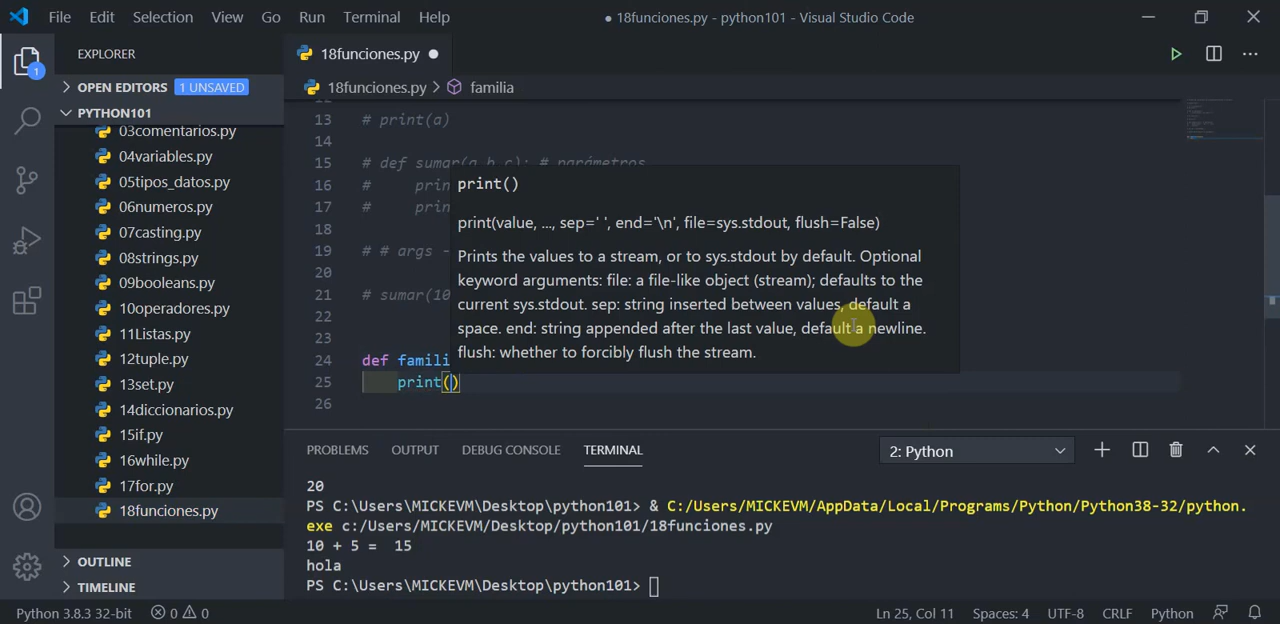 File Edit Selection View Go Run Terminal Help ● 18funciones.py - python101 - Visual Studio Code
EXPLORER
18funciones.py ●
OPEN EDITORS 1 UNSAVED
18funciones.py > familia
PYTHON101
03comentarios.py
04variables.py
05tipos_datos.py
06numeros.py
07casting.py
08strings.py
09booleans.py
10operadores.py
11Listas.py
12tuple.py
13set.py
14diccionarios.py
15if.py
16while.py
17for.py
18funciones.py
OUTLINE
TIMELINE
13 # print(a)
14
15 # def sumar(a,b,c): # parámetros
16 # prin
17 # prin
18
19 # # args -
20
21 # sumar(10
22
23
24 def famili
25 print()
26
print()
print(value, ..., sep=' ', end='\n', file=sys.stdout, flush=False)
Prints the values to a stream, or to sys.stdout by default. Optional
keyword arguments: file: a file-like object (stream); defaults to the
current sys.stdout. sep: string inserted between values, default a
space. end: string appended after the last value, default a newline.
flush: whether to forcibly flush the stream.
PROBLEMS OUTPUT DEBUG CONSOLE TERMINAL 2: Python
20
PS C:\Users\MICKEVM\Desktop\python101> & C:/Users/MICKEVM/AppData/Local/Programs/Python/Python38-32/python.
exe c:/Users/MICKEVM/Desktop/python101/18funciones.py
10 + 5 =  15
hola
PS C:\Users\MICKEVM\Desktop\python101>
Python 3.8.3 32-bit 0 0 Ln 25, Col 11 Spaces: 4 UTF-8 CRLF Python